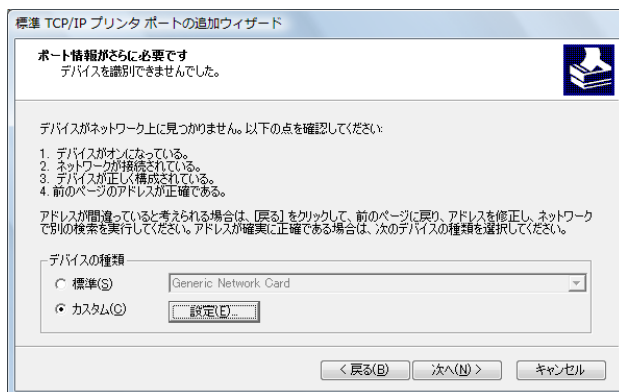 標準 TCP/IP プリンタ ポートの追加ウィザード
ポート情報がさらに必要です
デバイスを識別できませんでした。
デバイスがネットワーク上に見つかりません。以下の点を確認してください:
1. デバイスがオンになっている。
2. ネットワークが接続されている。
3. デバイスが正しく構成されている。
4. 前のページのアドレスが正確である。
アドレスが間違っていると考えられる場合は、[戻る] をクリックして、前のページに戻り、アドレスを修正し、ネットワーク
で別の検索を実行してください。アドレスが確実に正確である場合は、次のデバイスの種類を選択してください。
デバイスの種類
標準(S)
Generic Network Card
カスタム(C)
設定(E)...
< 戻る(B)
次へ(N) >
キャンセル